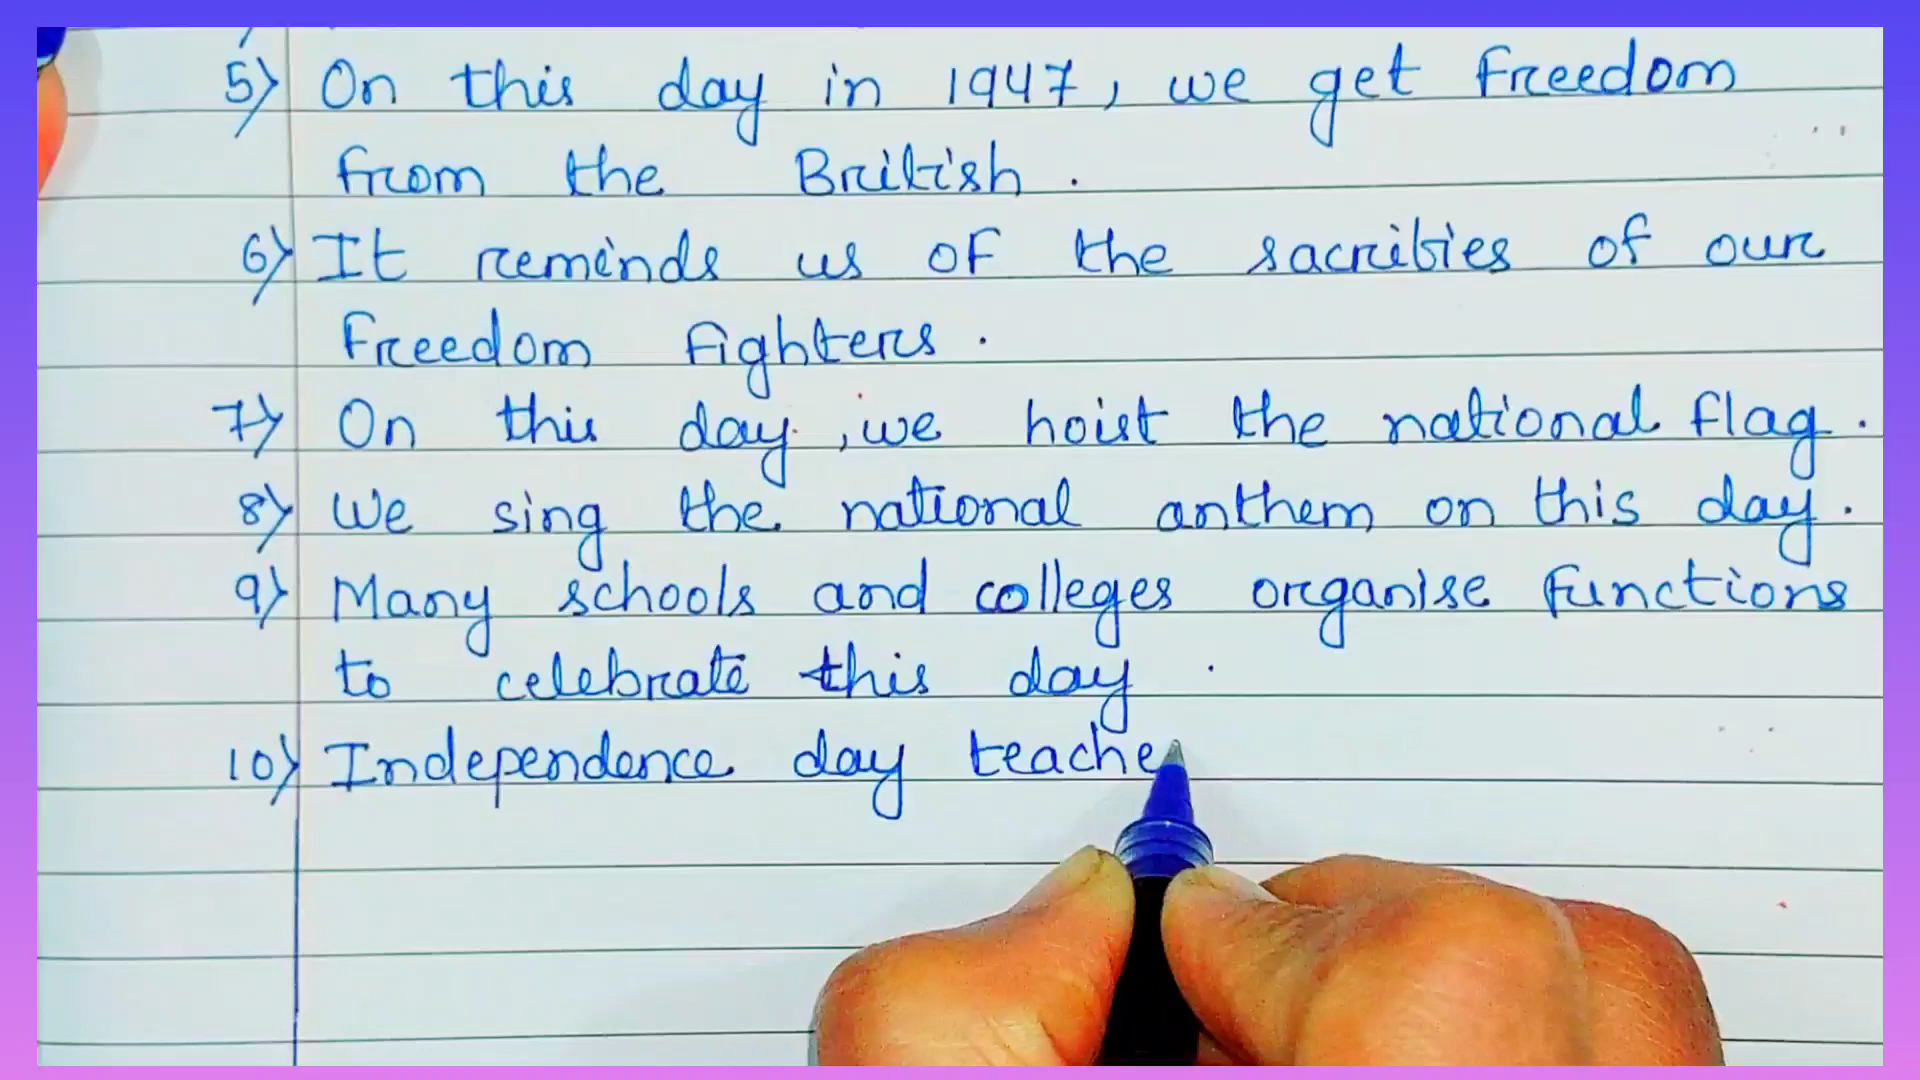 5) On this day in 1947, we get Freedom
from the British.
6) It reminds us of the sacrifies of our
Freedom Fighters.
7) On this day, we hoist the national flag.
8) We sing the national anthem on this day.
9) Many schools and colleges organise Functions
to celebrate this day.
10) Independence day teache